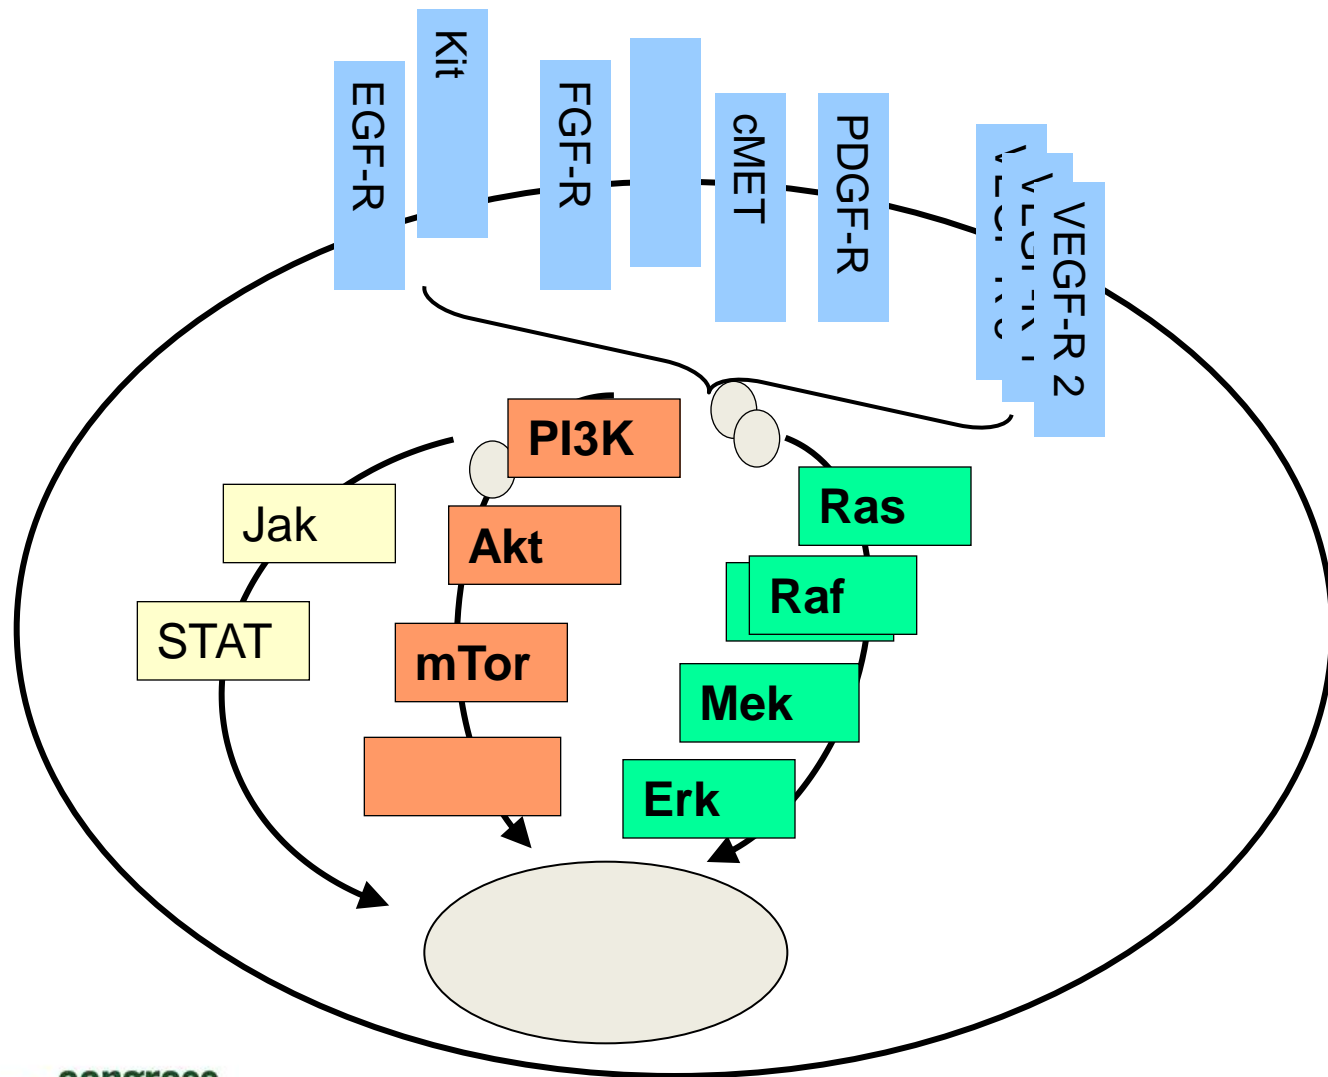 Kit
EGF-R
FGF-R
cMET
PDGF-R
VEGF-R 2
PI3K
Ras
Jak
Akt
Raf
STAT
mTor
Mek
Erk